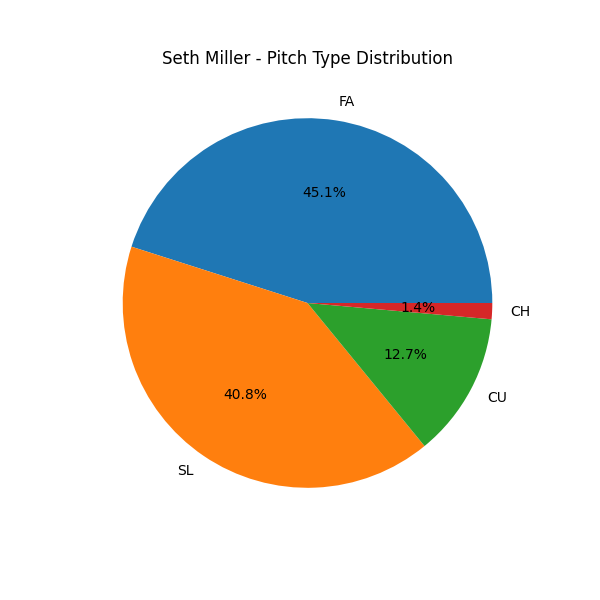 Seth Miller - Pitch Type Distribution
FA
45.1%
1.4%
CH
12.7%
40.8%
CU
SL